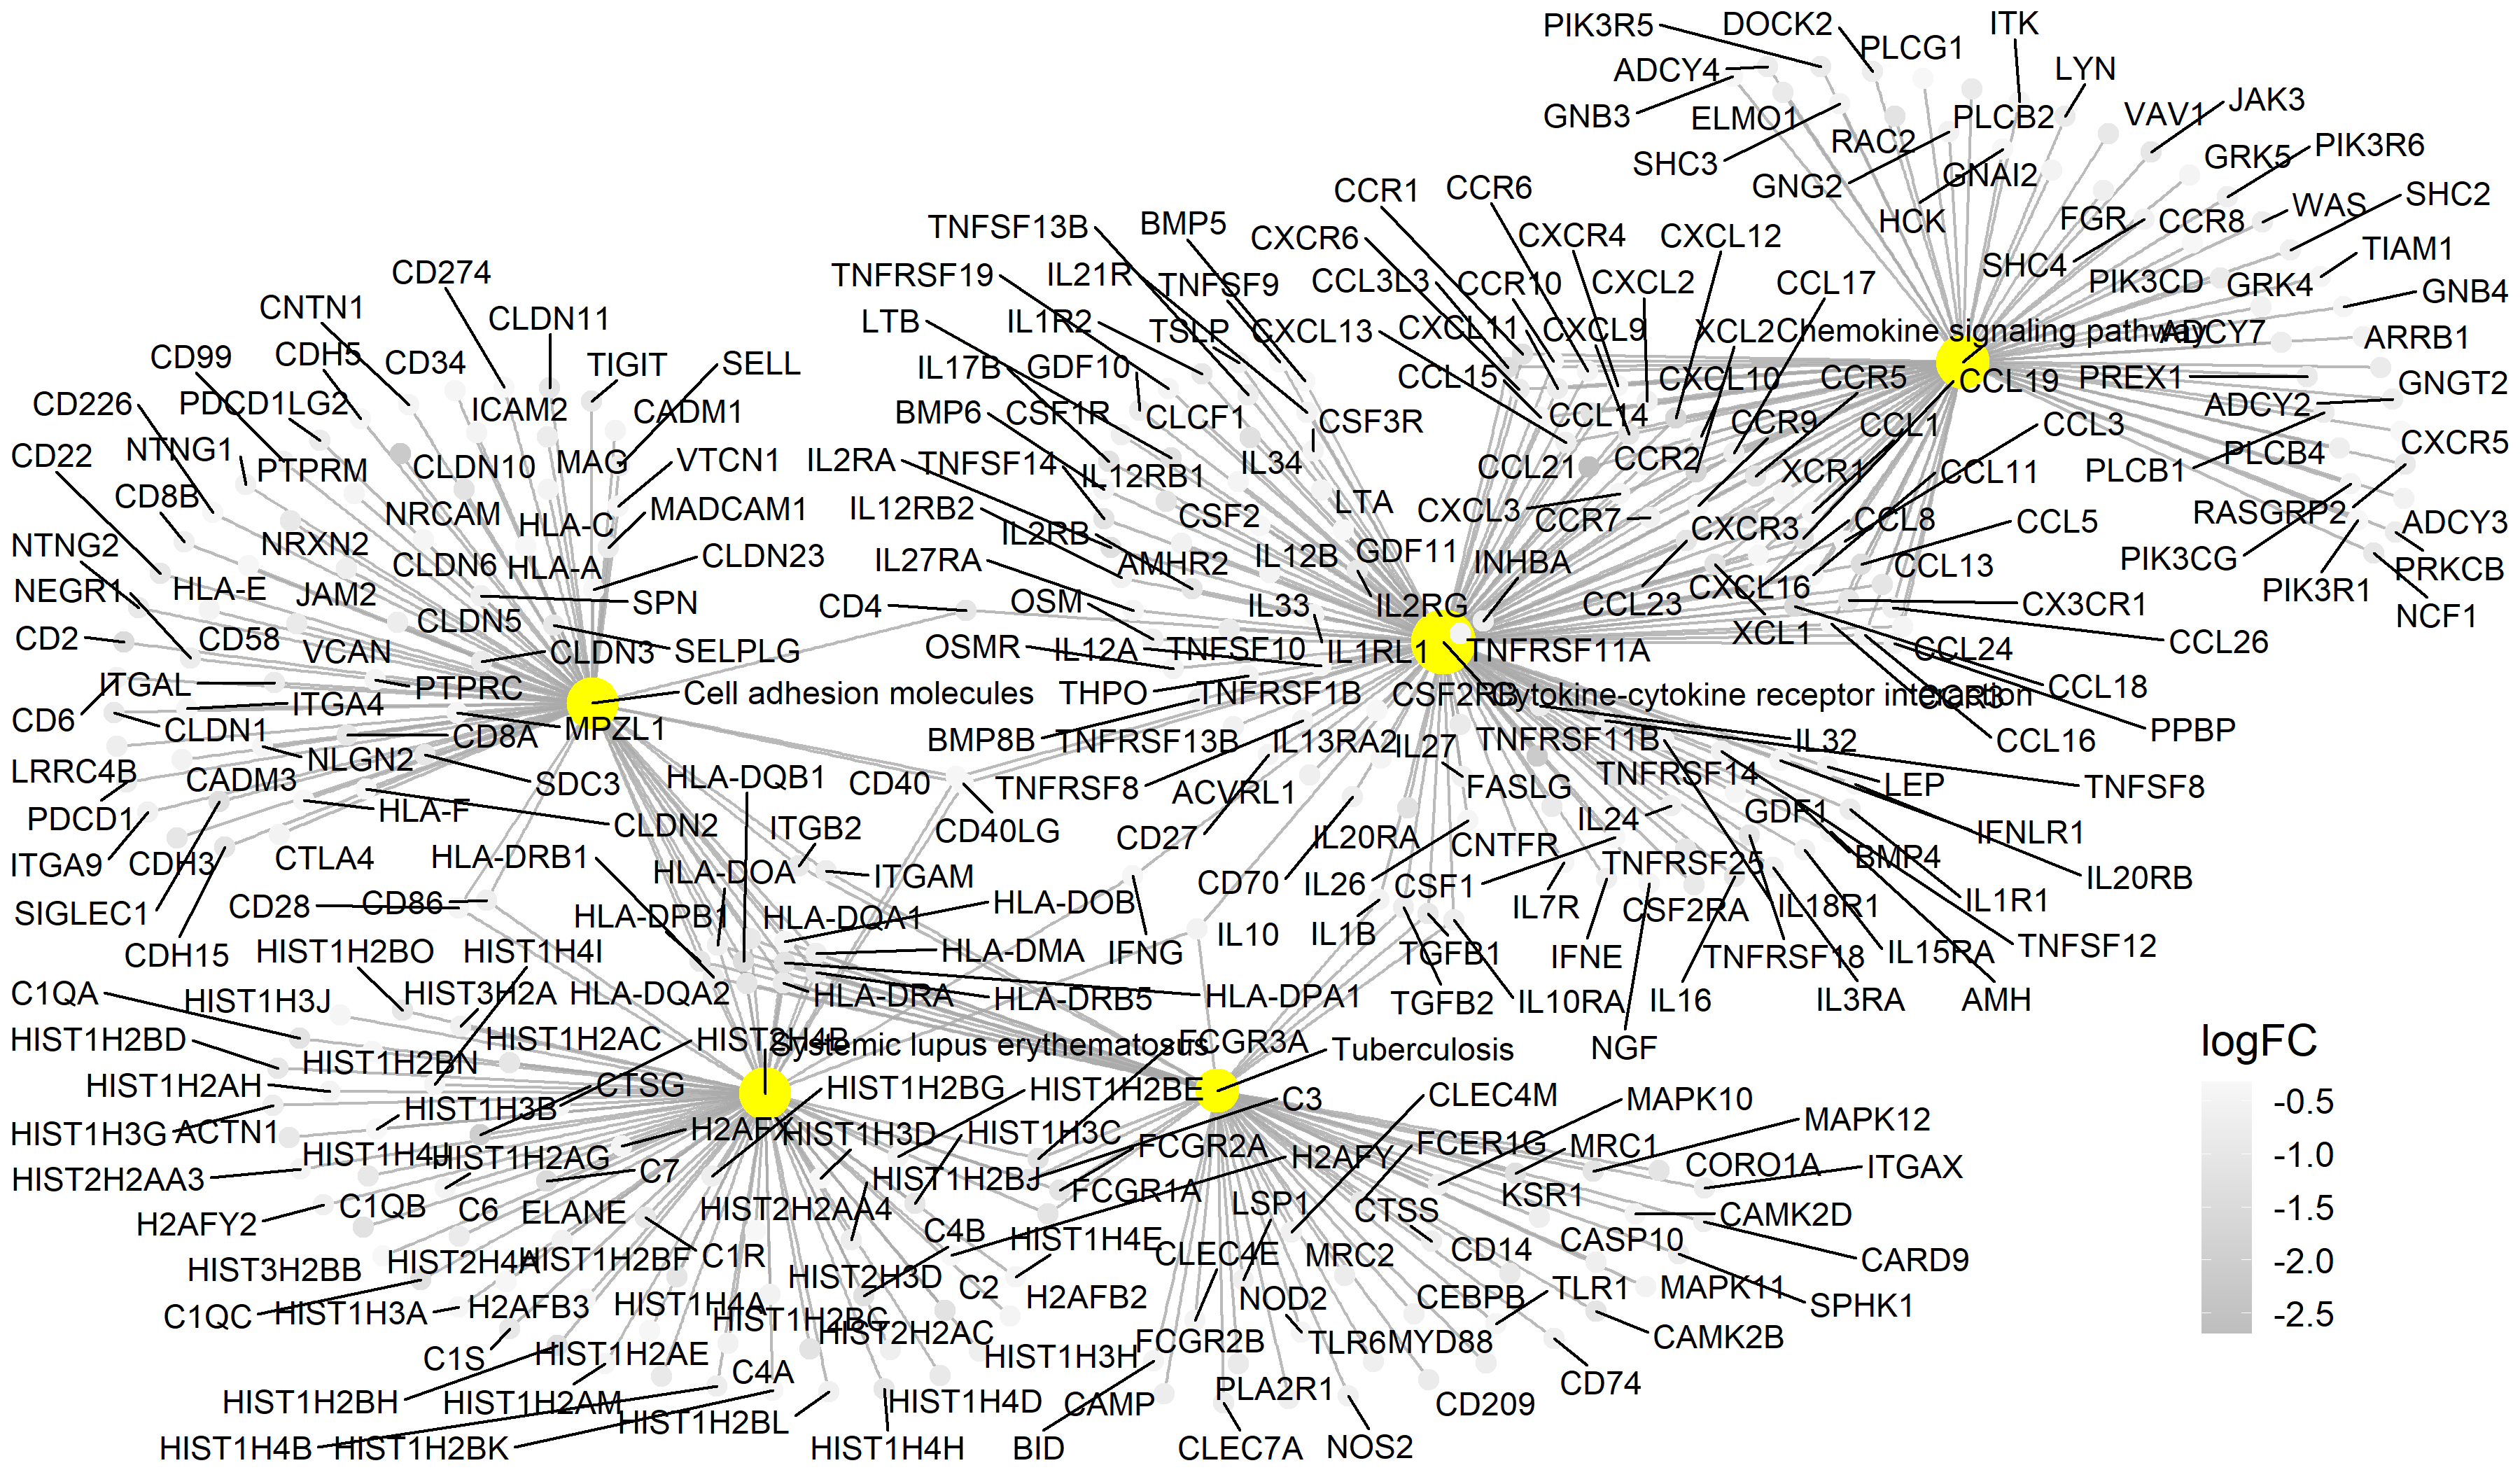 PIK3R5
DOCK2
PLCG1
ITK
ADCY4
LYN
GNB3
ELMO1
PLCB2
VAV1
JAK3
SHC3
RAC2
GNAI2
GRK5
PIK3R6
GNG2
HCK
FGR
CCR8
WAS
SHC2
SHC4
PIK3CD
GRK4
TIAM1
GNB4
Chemokine signaling pathway
ADCY7
ARRB1
PREX1
GNGT2
ADCY2
CXCR5
PLCB1
PLCB4
RASGRP2
ADCY3
PIK3CG
PIK3R1
PRKCB
NCF1
CCR1
CCR6
CXCR6
CXCR4
CXCL12
CCL3L3
CCR10
CXCL2
CCL17
CXCL13
CXCL11
CXCL9
XCL2
CCL15
CXCL10
CCR5
CCL19
CCL14
CCR9
CCL1
CCL3
CCL21
CCR2
XCR1
CCL11
CXCL3
CCR7
CXCR3
CCL8
CCL5
CXCL16
CCL13
CCL23
XCL1
CX3CR1
CCL24
CCL26
CCR3
CCL18
PPBP
CCL16
TNFSF13B
BMP5
TNFRSF19
IL21R
TNFSF9
LTB
IL1R2
TSLP
IL17B
GDF10
BMP6
CSF1R
CLCF1
CSF3R
IL2RA
TNFSF14
IL12RB1
IL34
LTA
IL12RB2
IL2RB
CSF2
IL27RA
AMHR2
IL12B
GDF11
INHBA
CD4
OSM
IL33
IL2RG
OSMR
IL12A
TNFSF10
IL1RL1
TNFRSF11A
THPO
TNFRSF1B
CSF2RB
Cytokine-cytokine receptor interaction
BMP8B
TNFRSF13B
IL13RA2
IL27
TNFRSF11B
IL32
TNFRSF8
ACVRL1
FASLG
TNFRSF14
LEP
TNFSF8
CD27
IL20RA
CNTFR
IL24
GDF1
IFNLR1
CD70
IL26
CSF1
TNFRSF25
BMP4
IL20RB
IL7R
CSF2RA
IL18R1
IL1R1
IL10
IL1B
TGFB1
IFNE
TNFRSF18
IL15RA
TNFSF12
TGFB2
IL10RA
IL16
IL3RA
AMH
NGF
CD274
CNTN1
CLDN11
CD99
CDH5
CD34
TIGIT
SELL
CD226
PDCD1LG2
ICAM2
CADM1
CD22
NTNG1
PTPRM
CLDN10
MAG
VTCN1
CD8B
NRCAM
HLA-C
MADCAM1
NTNG2
NRXN2
CLDN6
HLA-A
CLDN23
NEGR1
HLA-E
JAM2
SPN
CD2
CD58
VCAN
CLDN5
CLDN3
SELPLG
ITGAL
PTPRC
Cell adhesion molecules
CD6
CLDN1
ITGA4
CD8A
MPZL1
LRRC4B
CADM3
NLGN2
SDC3
HLA-DQB1
CD40
PDCD1
HLA-F
CLDN2
ITGB2
CD40LG
ITGA9
CDH3
CTLA4
HLA-DRB1
HLA-DOA
ITGAM
SIGLEC1
CD28
CD86
HLA-DPB1
HLA-DQA1
HLA-DOB
CDH15
HLA-DMA
IFNG
HLA-DQA2
HLA-DRA
HLA-DRB5
HLA-DPA1
HIST1H2BO
HIST1H4I
C1QA
HIST1H3J
HIST3H2A
HIST1H2BD
HIST1H2AC
HIST2H4B
Systemic lupus erythematosus
FCGR3A
Tuberculosis
HIST1H2BN
HIST1H2AH
CTSG
HIST1H2BG
HIST1H2BE
C3
HIST1H3G
ACTN1
HIST1H3B
H2AFX
HIST1H3D
HIST1H3C
HIST2H2AA3
HIST1H4J
HIST1H2AG
C7
HIST1H2BJ
FCGR2A
H2AFY
H2AFY2
C1QB
C6
ELANE
HIST2H2AA4
FCGR1A
C4B
HIST1H4E
HIST3H2BB
HIST2H4A
HIST1H2BF
C1R
HIST2H3D
C2
C1QC
HIST1H3A
H2AFB3
HIST1H4A
HIST1H2BC
HIST2H2AC
H2AFB2
C1S
HIST1H2AE
C4A
HIST1H3H
HIST1H2BH
HIST1H2AM
HIST1H2BL
HIST1H4D
HIST1H4B
HIST1H2BK
HIST1H4H
CLEC4M
MAPK10
MAPK12
FCER1G
MRC1
CORO1A
ITGAX
LSP1
CTSS
KSR1
CAMK2D
CLEC4E
MRC2
CD14
CASP10
CARD9
NOD2
CEBPB
TLR1
MAPK11
SPHK1
FCGR2B
TLR6
MYD88
CAMK2B
CAMP
PLA2R1
CD209
CD74
BID
CLEC7A
NOS2
logFC
-0.5
-1.0
-1.5
-2.0
-2.5